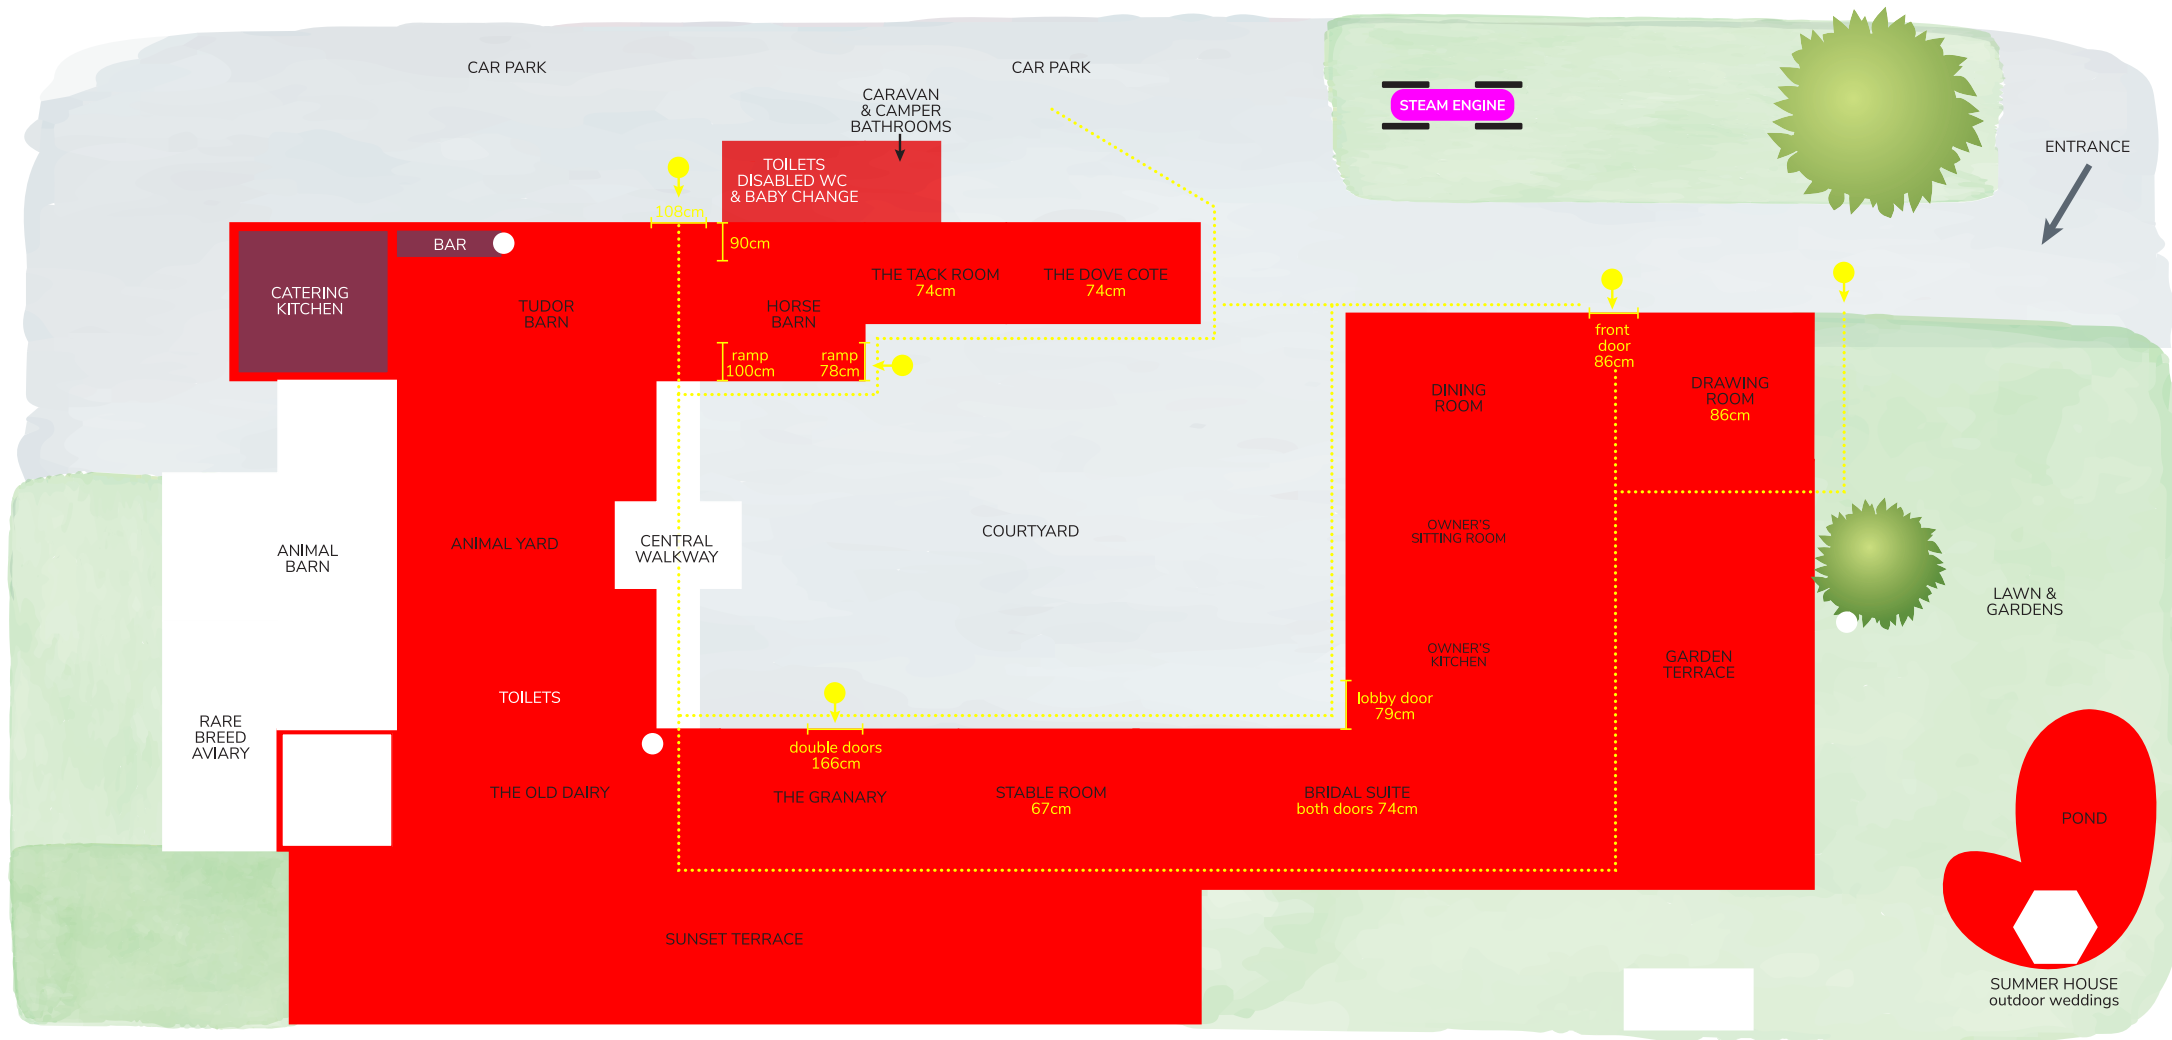 CAR PARK
CAR PARK
CARAVAN
& CAMPER
BATHROOMS
STEAM ENGINE
ENTRANCE
TOILETS
DISABLED WC
& BABY CHANGE
108cm
90cm
BAR
CATERING
KITCHEN
TUDOR
BARN
HORSE
BARN
THE TACK ROOM
74cm
THE DOVE COTE
74cm
ramp
100cm
ramp
78cm
front
door
86cm
DINING
ROOM
DRAWING
ROOM
86cm
ANIMAL
BARN
ANIMAL YARD
CENTRAL
WALKWAY
COURTYARD
OWNER'S
SITTING ROOM
LAWN &
GARDENS
OWNER'S
KITCHEN
GARDEN
TERRACE
TOILETS
lobby door
79cm
RARE
BREED
AVIARY
double doors
166cm
THE OLD DAIRY
THE GRANARY
STABLE ROOM
67cm
BRIDAL SUITE
both doors 74cm
POND
SUNSET TERRACE
SUMMER HOUSE
outdoor weddings